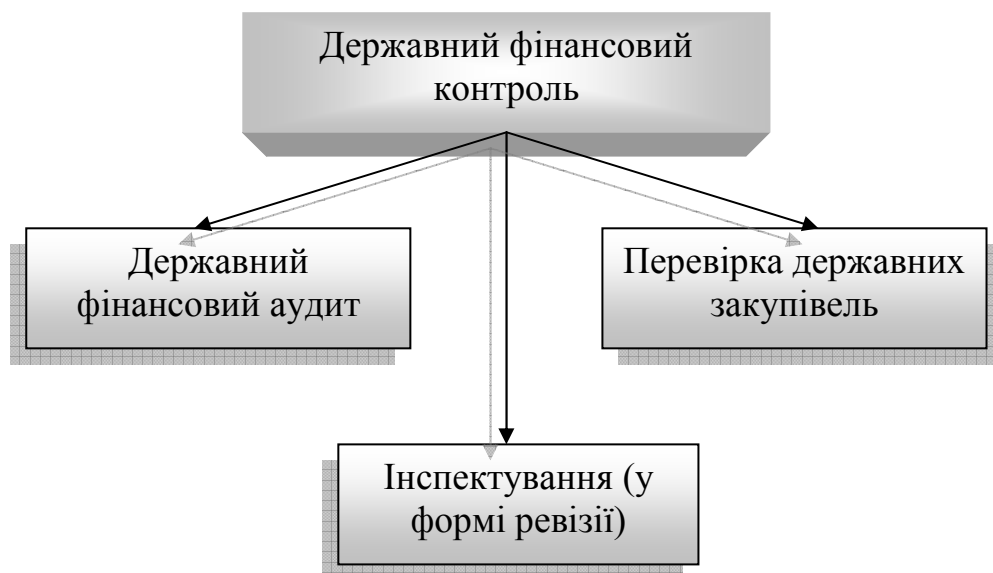 Державний фінансовий
контроль
Державний
фінансовий аудит
Перевірка державних
закупівель
Інспектування (у
формі ревізії)